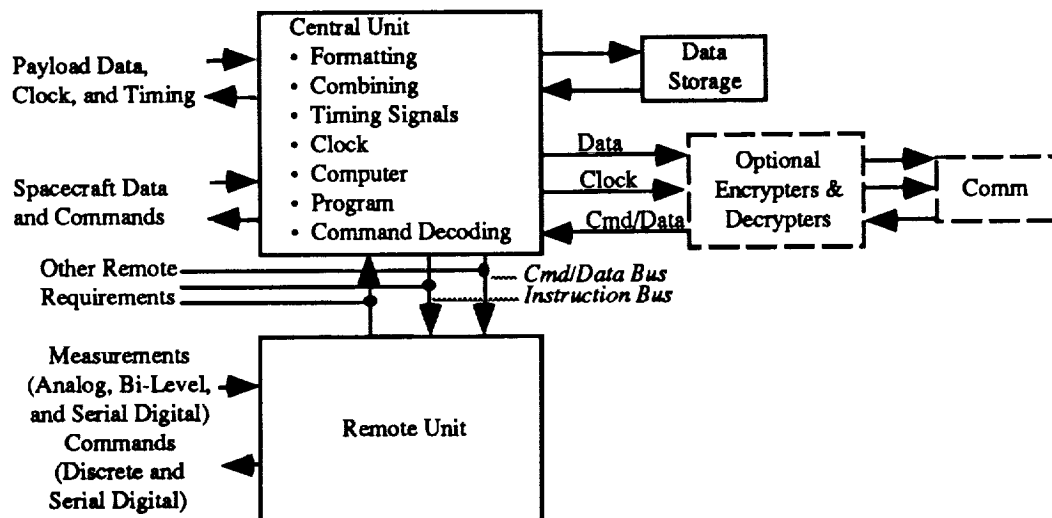 Central Unit
• Formatting
• Combining
• Timing Signals
• Clock
• Computer
• Program
• Command Decoding
Payload Data,
Clock, and Timing
Spacecraft Data
and Commands
Data
Storage
Data
Clock
Cmd/Data
Optional
Encrypters &
Decrypters
Comm
Other Remote
Requirements
Cmd/Data Bus
Instruction Bus
Measurements
(Analog, Bi-Level,
and Serial Digital)
Commands
(Discrete and
Serial Digital)
Remote Unit